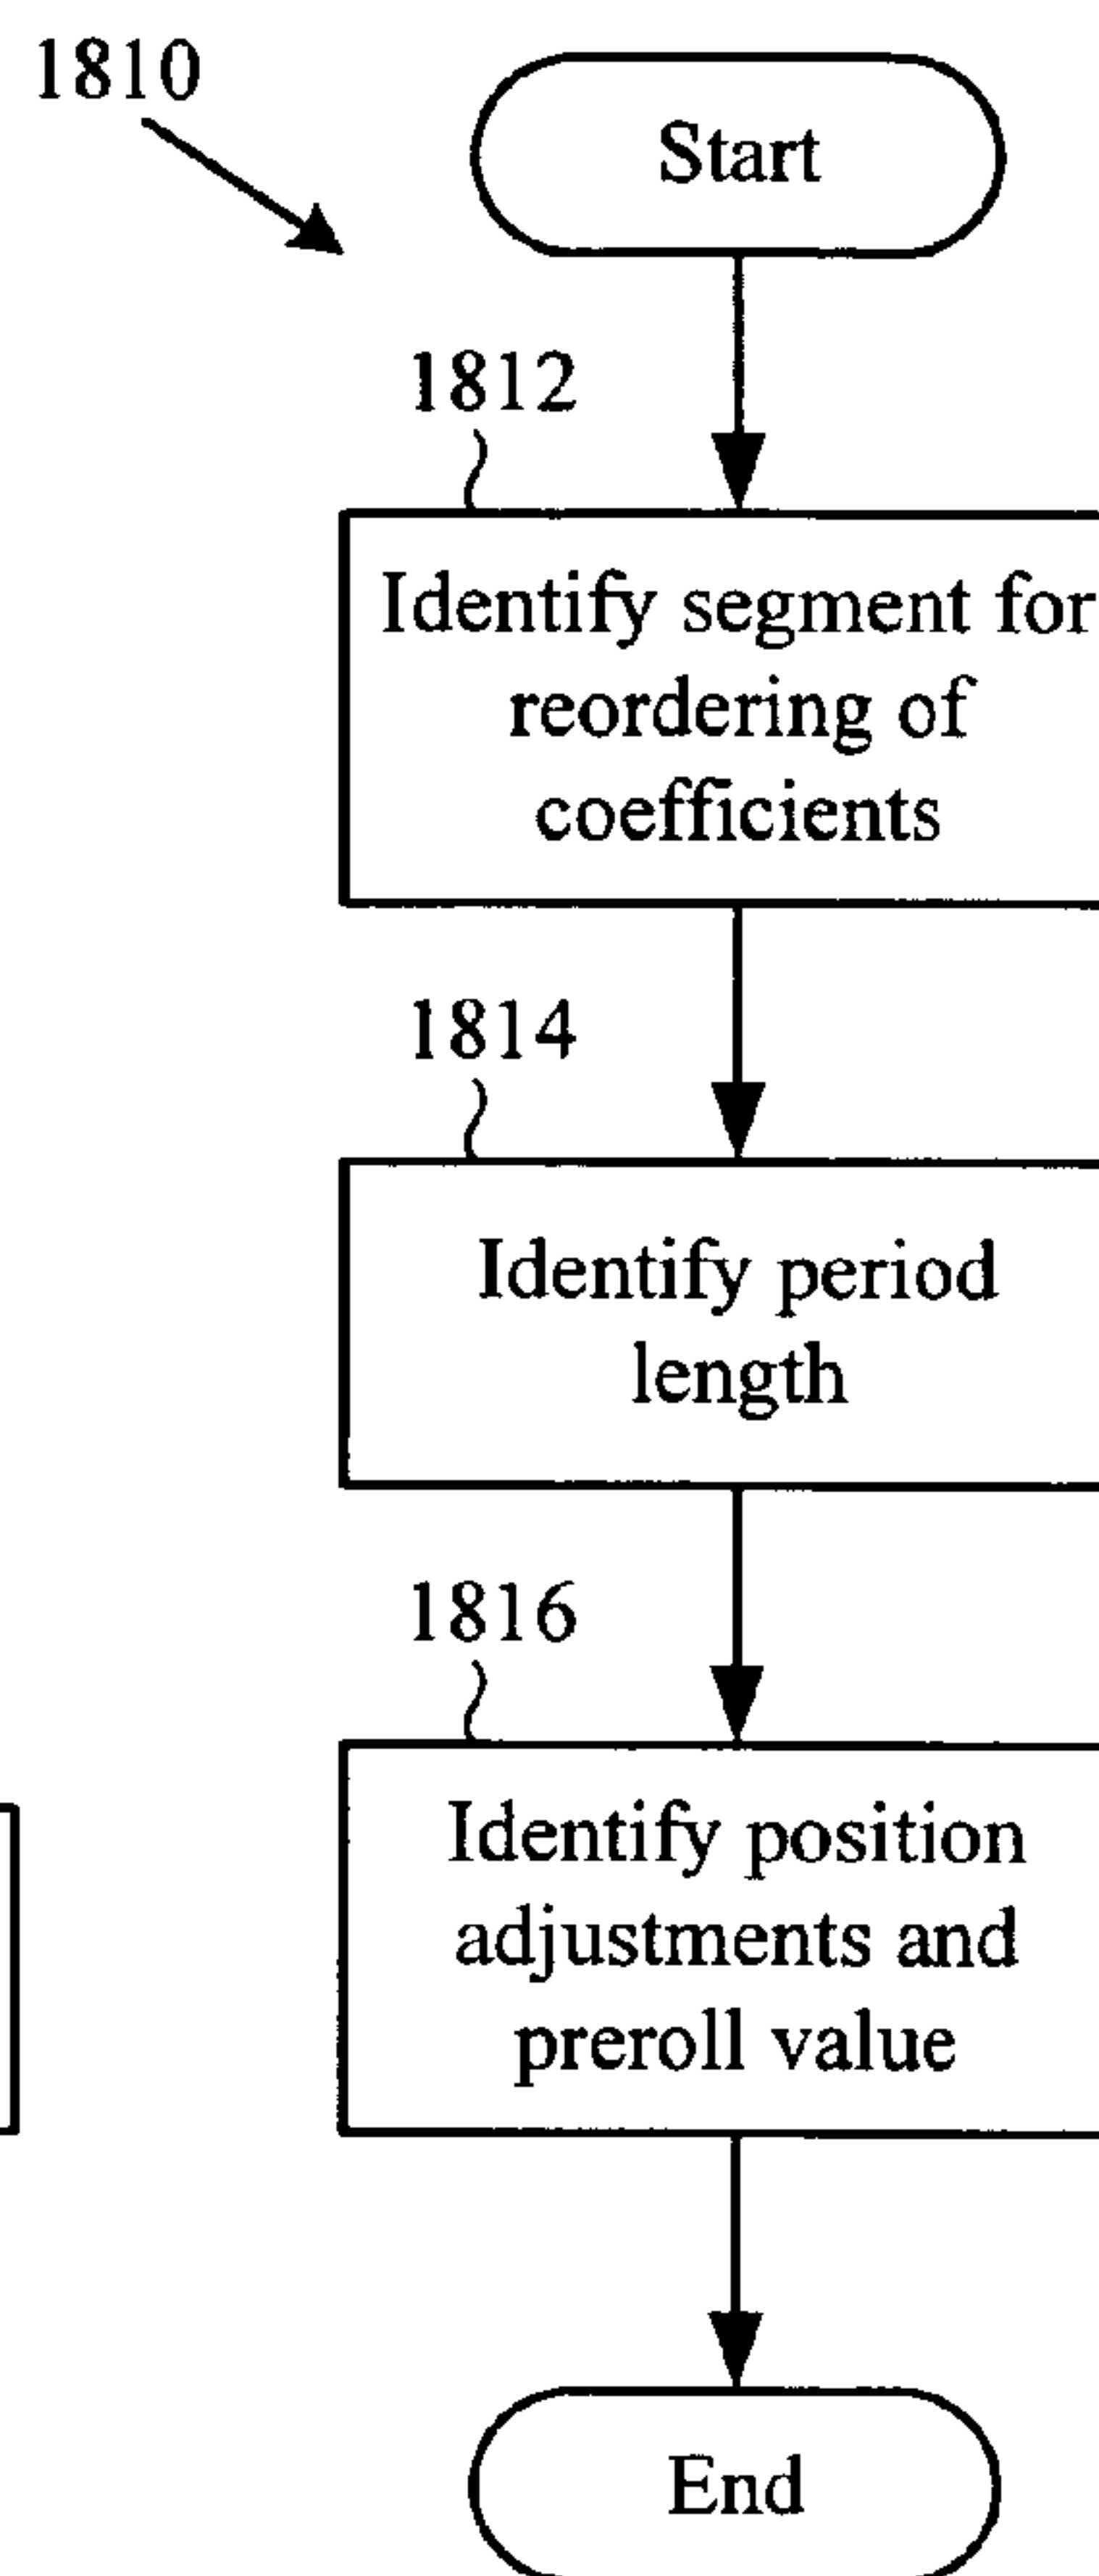 1810
Start
1812
Identify segment for
reordering of
coefficients
1814
Identify period
length
1816
Identify position
adjustments and
preroll value
End